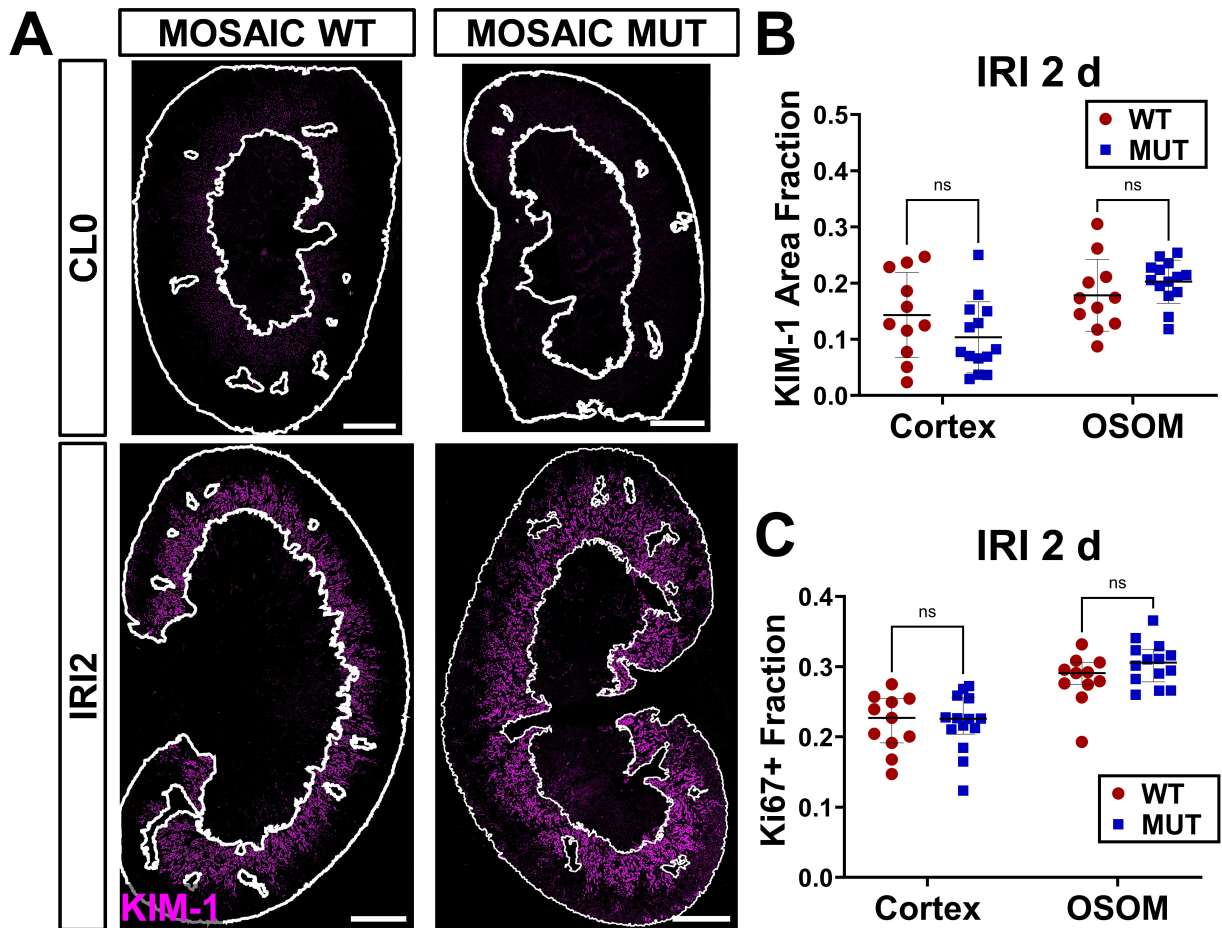 A
MOSAIC WT
MOSAIC MUT
CL0
IRI2
KIM-1
B
IRI 2 d
WT
MUT
KIM-1 Area Fraction
0.5
0.4
0.3
0.2
0.1
0.0
ns
ns
Cortex
OSOM
C
IRI 2 d
Ki67+ Fraction
0.4
0.3
0.2
0.1
0.0
ns
ns
WT
MUT
Cortex
OSOM